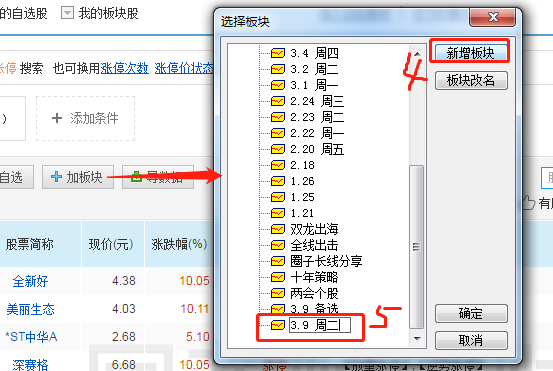 的自选股 我的板块股
涨停 搜索 也可换用涨停次数 涨停价状态
) + 添加条件
自选 + 加板块 导数据
股票简称 现价(元) 涨跌幅(%)
全新好 4.38 10.05
美丽生态 4.03 10.11
*ST中华A 2.68 5.10
深赛格 6.68 10.05
选择板块
3.4 周四
3.2 周二
3.1 周一
2.24 周三
2.23 周二
2.22 周一
2.20 周五
2.18
1.26
1.25
1.21
双龙出海
全线出击
圈子长线分享
十年策略
两会个股
3.9 备选
3.9 周二
新增板块
板块改名
确定
取消
4
5